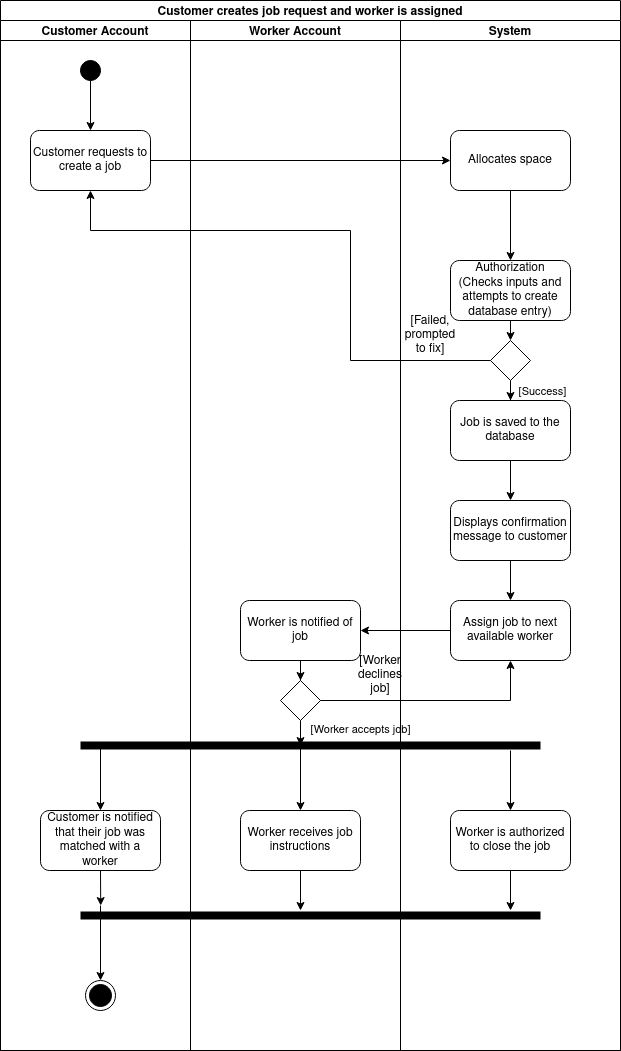 Customer creates job request and worker is assigned
Customer Account
Worker Account
System
Customer requests to
create a job
Allocates space
Authorization
(Checks inputs and
attempts to create
database entry)
[Failed,
prompted
to fix]
[Success]
Job is saved to the
database
Displays confirmation
message to customer
Worker is notified of
job
Assign job to next
available worker
[Worker
declines
job]
[Worker accepts job]
Customer is notified
that their job was
matched with a
worker
Worker receives job
instructions
Worker is authorized
to close the job